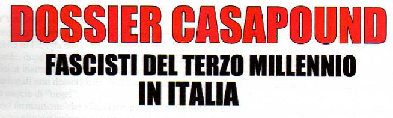 DOSSIER CASAPOUND
FASCISTI DEL TERZO MILLENNIO
IN ITALIA